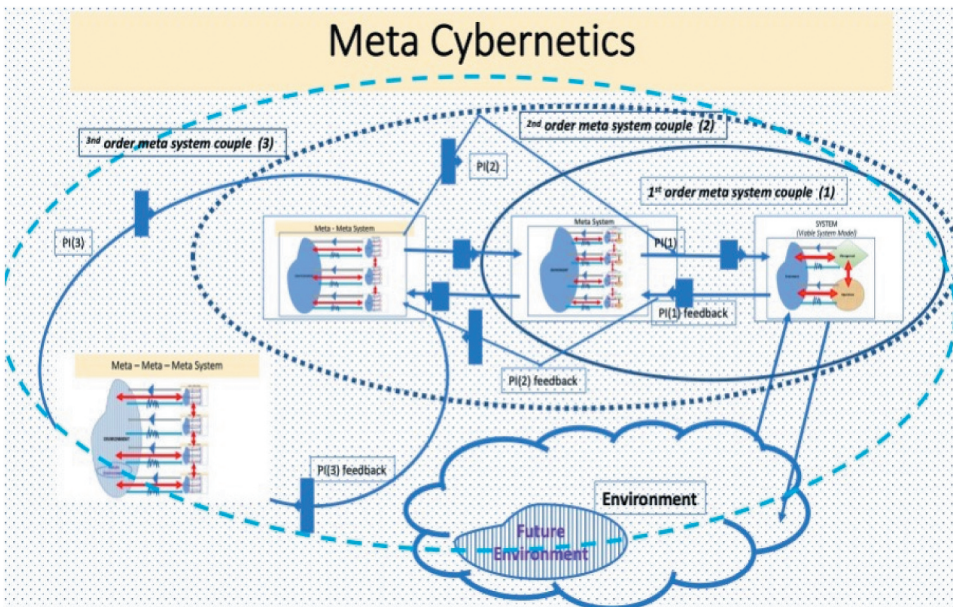 Meta Cybernetics
3nd order meta system couple (3)
2nd order meta system couple (2)
1st order meta system couple (1)
PI(2)
PI(3)
Meta - Meta System
Meta System
SYSTEM
(Viable System Model)
PI(1)
PI(1) feedback
PI(2) feedback
Meta – Meta – Meta System
ENVIRONMENT
PI(3) feedback
Environment
Future
Environment